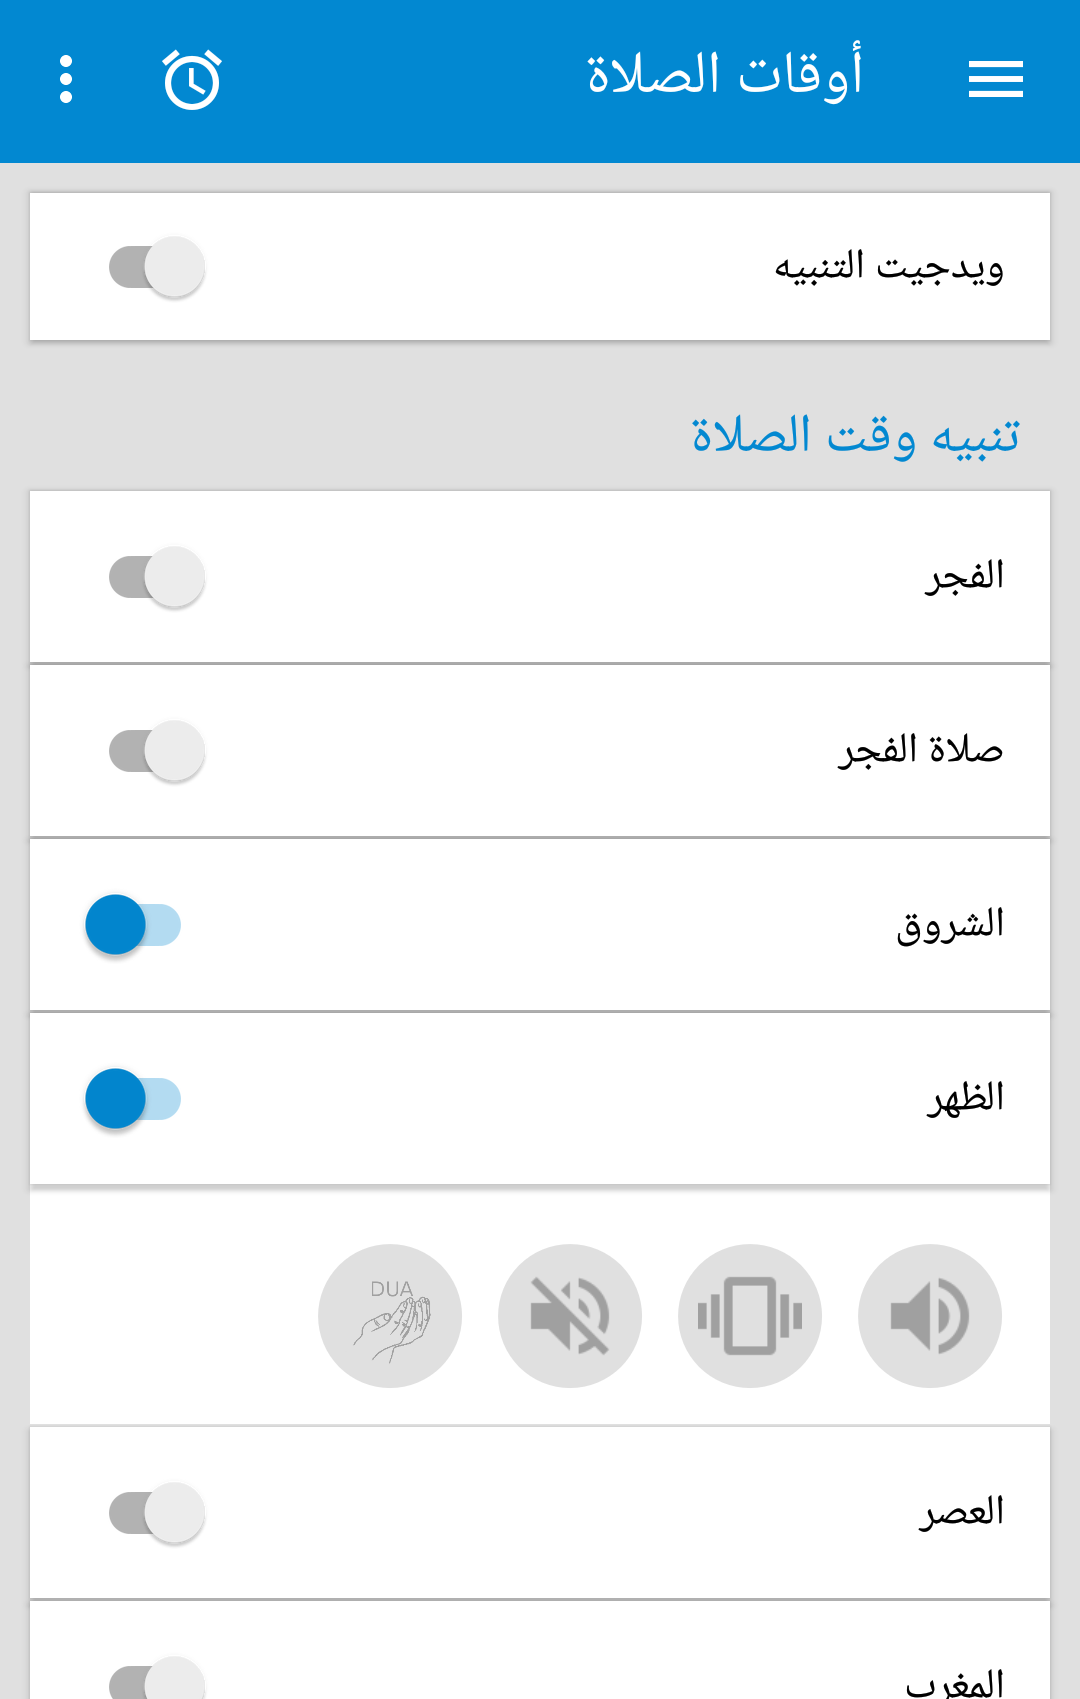 أوقات الصلاة
ويدجيت التنبيه
تنبيه وقت الصلاة
الفجر
صلاة الفجر
الشروق
الظهر
DUA
العصر
المغرب